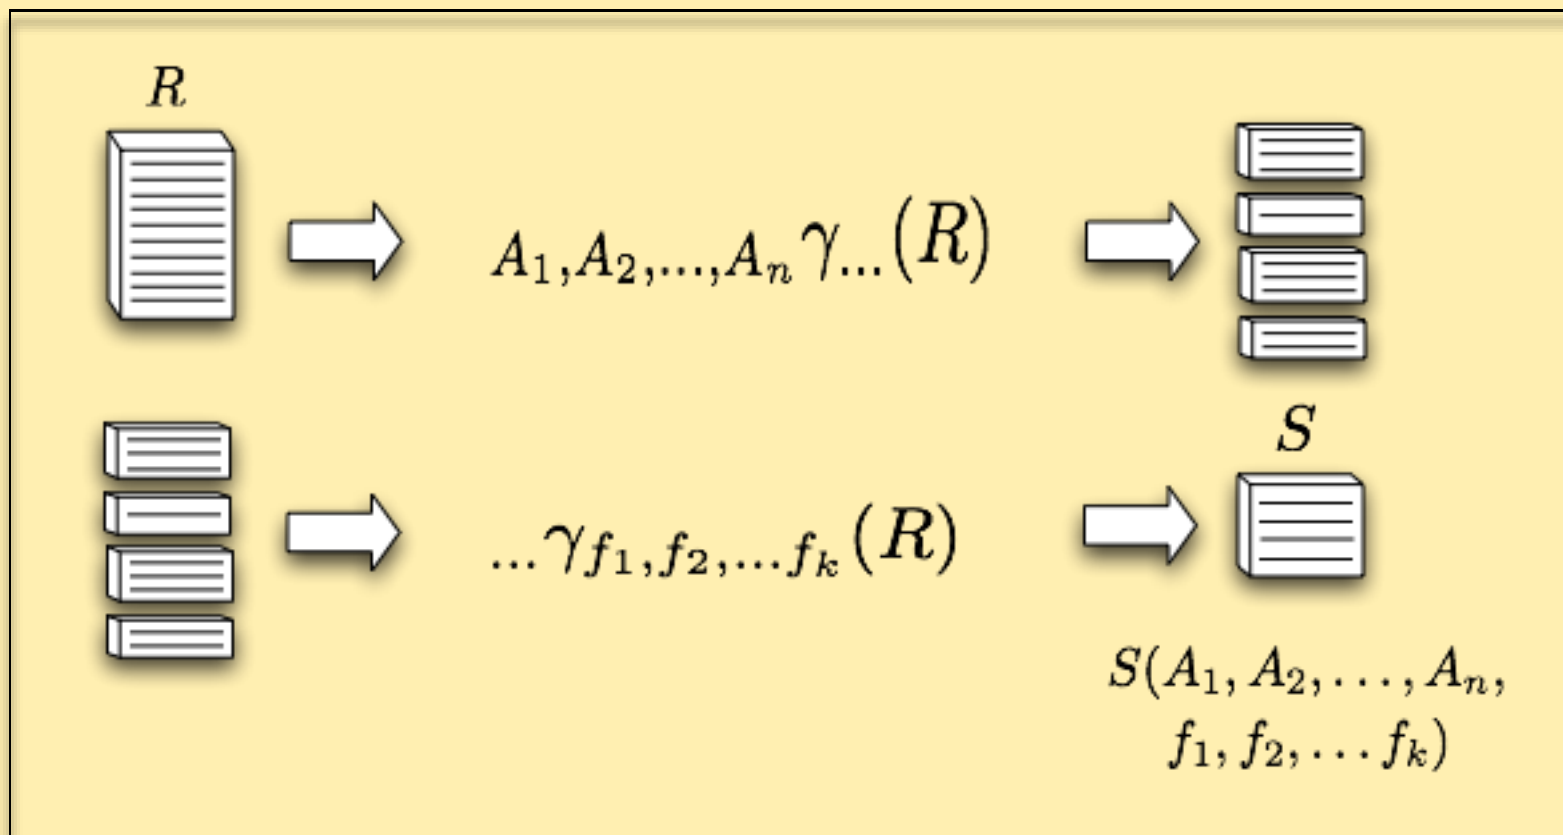 R
A₁,A₂,...,Aₙ γ...(R)
S
...γ f₁,f₂,...fₖ (R)
S(A₁, A₂, . . . , Aₙ,
f₁, f₂, . . . fₖ)